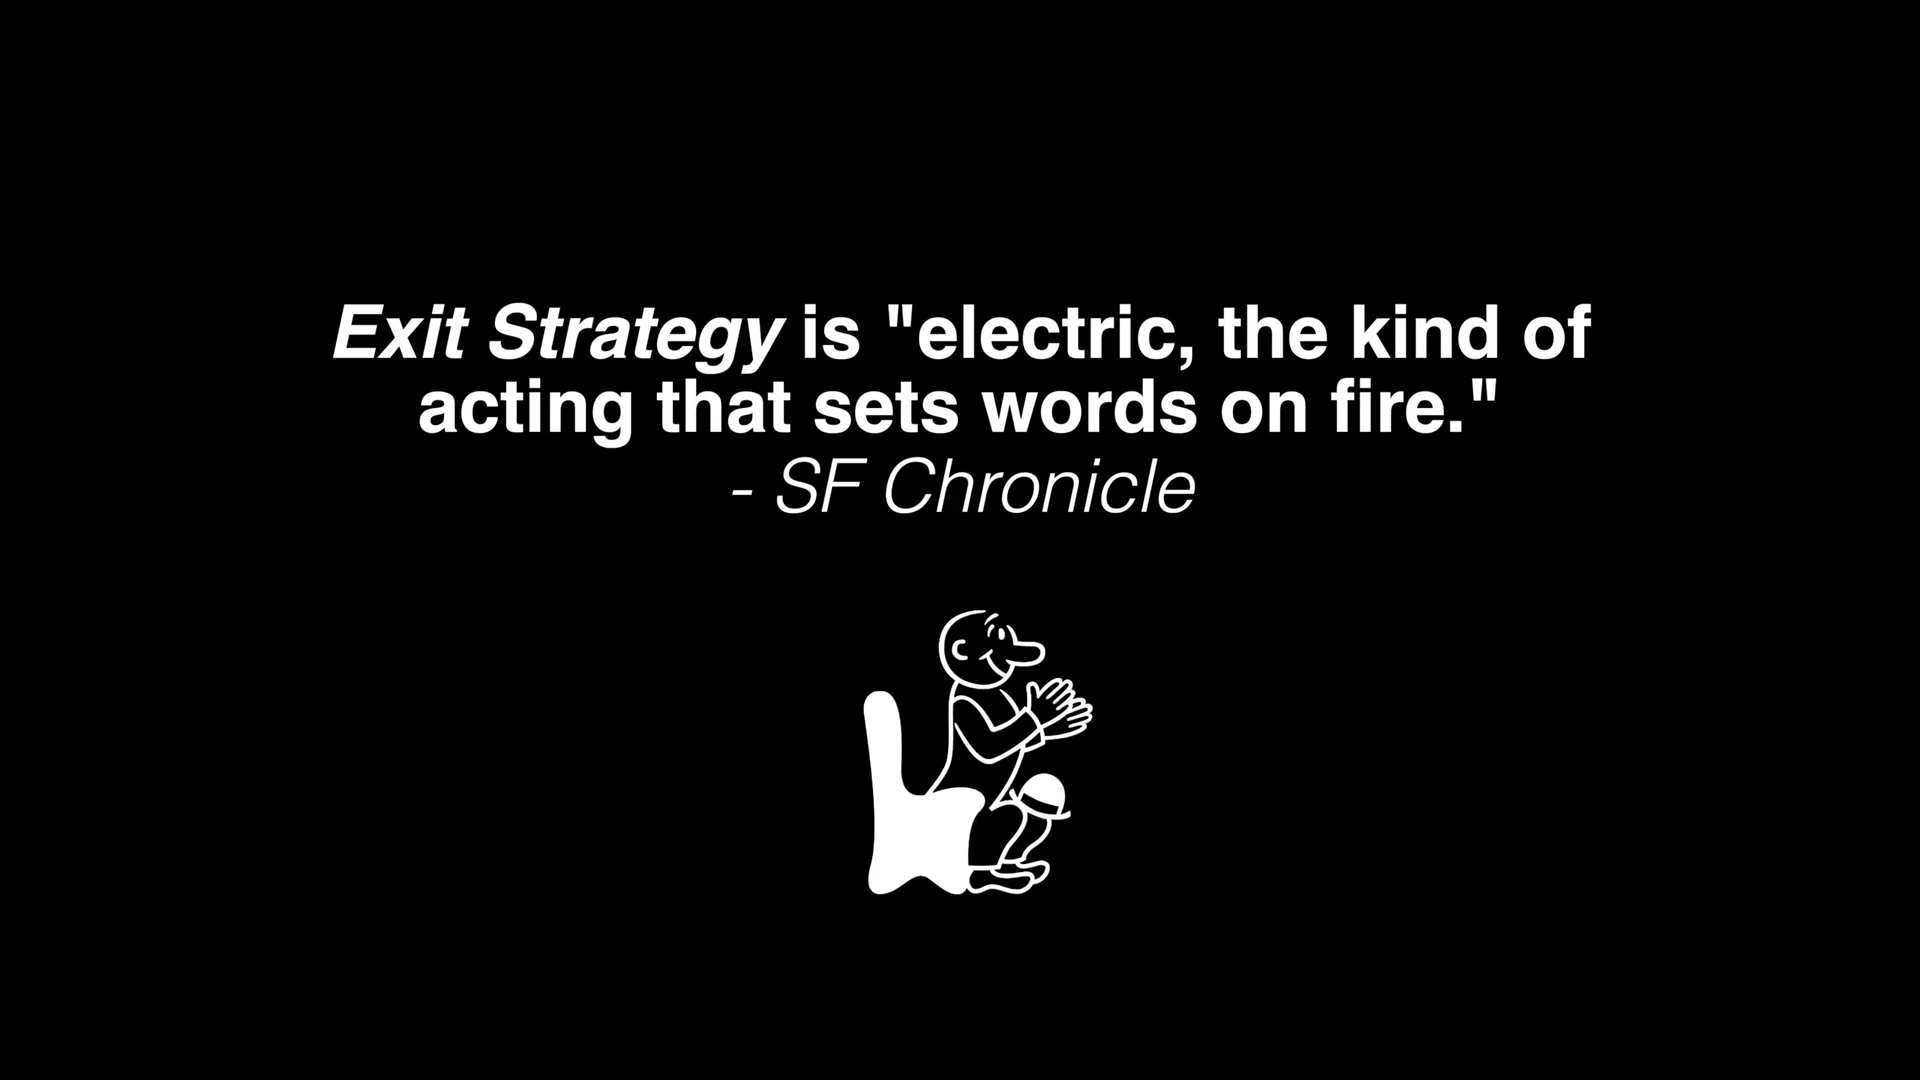 Exit Strategy is "electric, the kind of
acting that sets words on fire."
- SF Chronicle